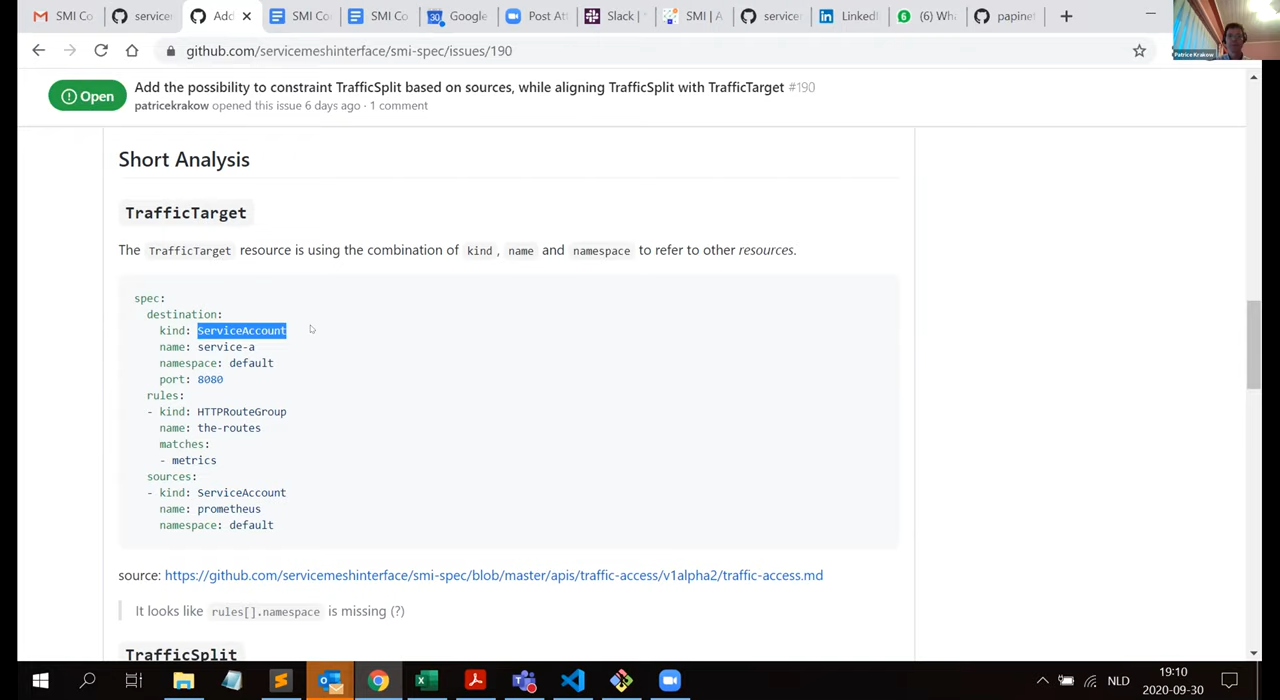 SMI Co
service
Add
SMI Co
SMI Co
Google
Post At
Slack |
SMI | A
service
LinkedI
(6) Wha
papine
github.com/servicemeshinterface/smi-spec/issues/190
Patrice Krakow
Open
Add the possibility to constraint TrafficSplit based on sources, while aligning TrafficSplit with TrafficTarget #190
patricekrakow opened this issue 6 days ago · 1 comment
Short Analysis
TrafficTarget
The TrafficTarget resource is using the combination of kind, name and namespace to refer to other resources.
spec:
destination:
kind: ServiceAccount
name: service-a
namespace: default
port: 8080
rules:
- kind: HTTPRouteGroup
name: the-routes
matches:
- metrics
sources:
- kind: ServiceAccount
name: prometheus
namespace: default
source: https://github.com/servicemeshinterface/smi-spec/blob/master/apis/traffic-access/v1alpha2/traffic-access.md
It looks like rules[].namespace is missing (?)
TrafficSplit
NLD
19:10
2020-09-30